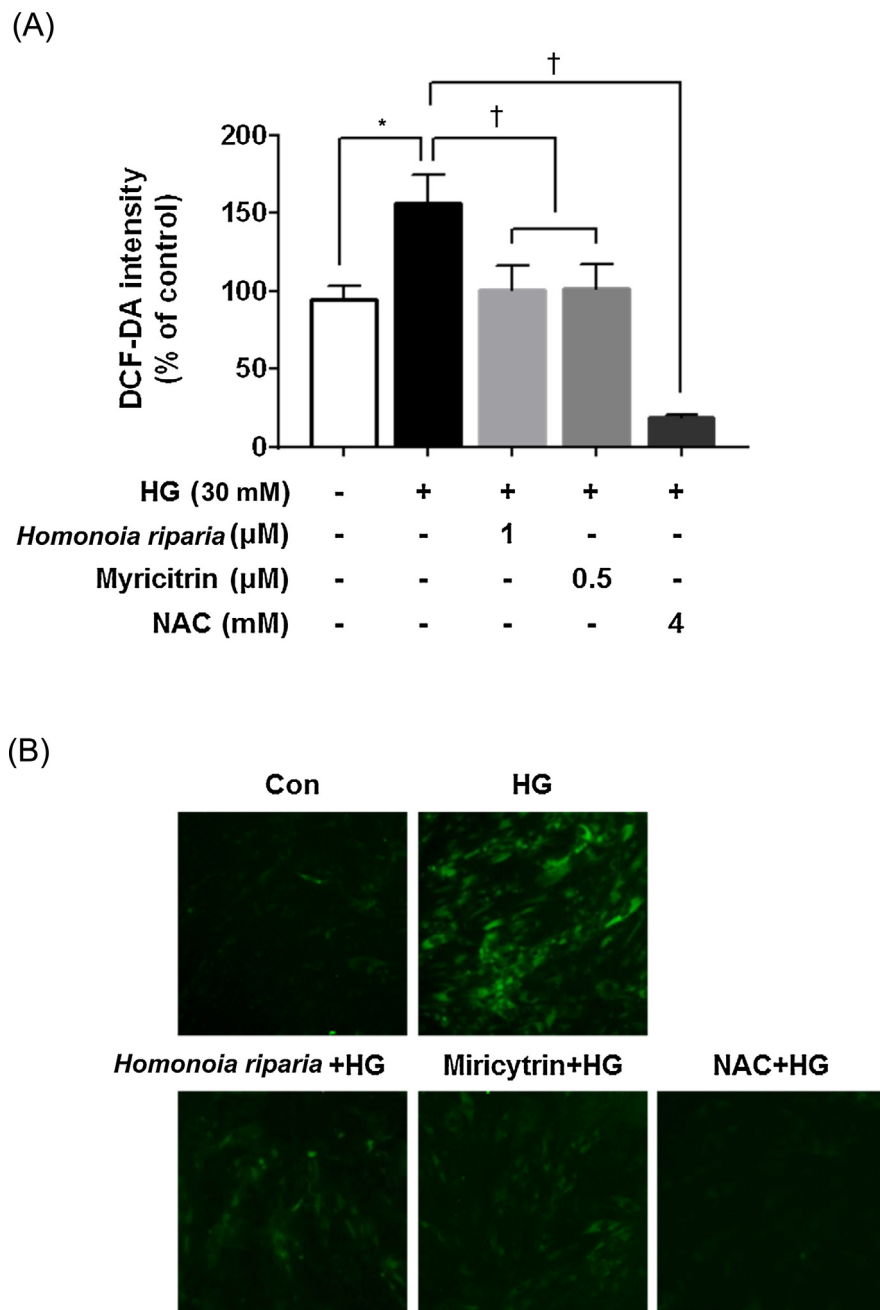 (A)
†
* †
200
150
100
50
0
DCF-DA intensity
(% of control)
HG (30 mM) - + + + +
Homonoia riparia (µM) - - 1 - -
Myricitrin (µM) - - - 0.5 -
NAC (mM) - - - - 4
(B)
Con HG
Homonoia riparia +HG Miricytrin+HG NAC+HG